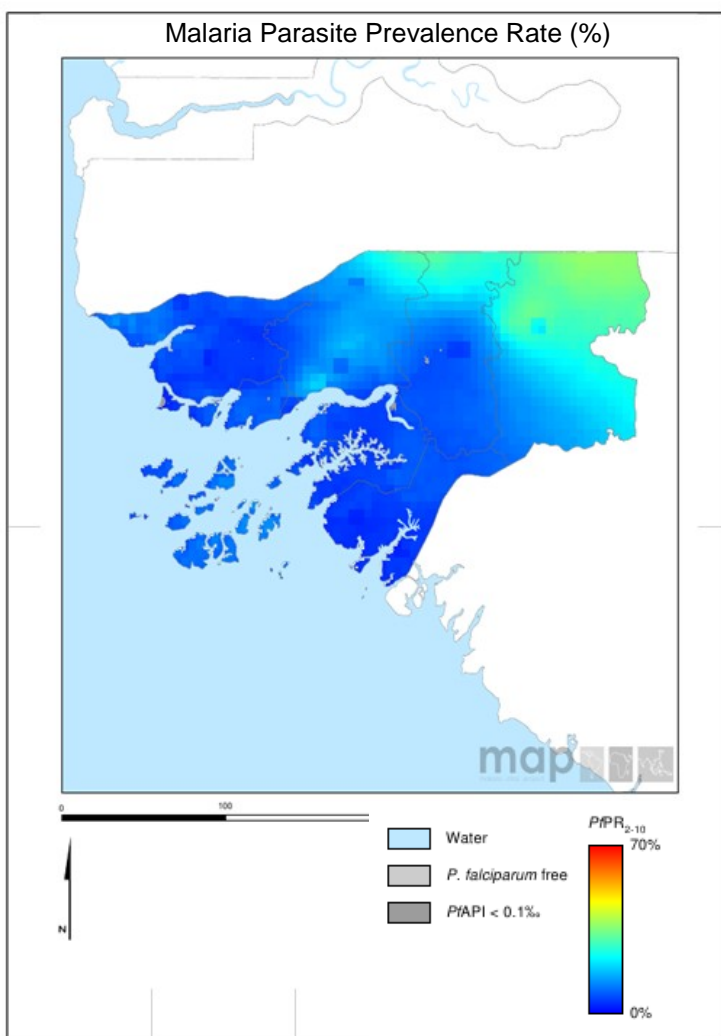 Malaria Parasite Prevalence Rate (%)
map
0 100
Water
P. falciparum free
PfAPI < 0.1‰
N
PfPR2-10
70%
0%